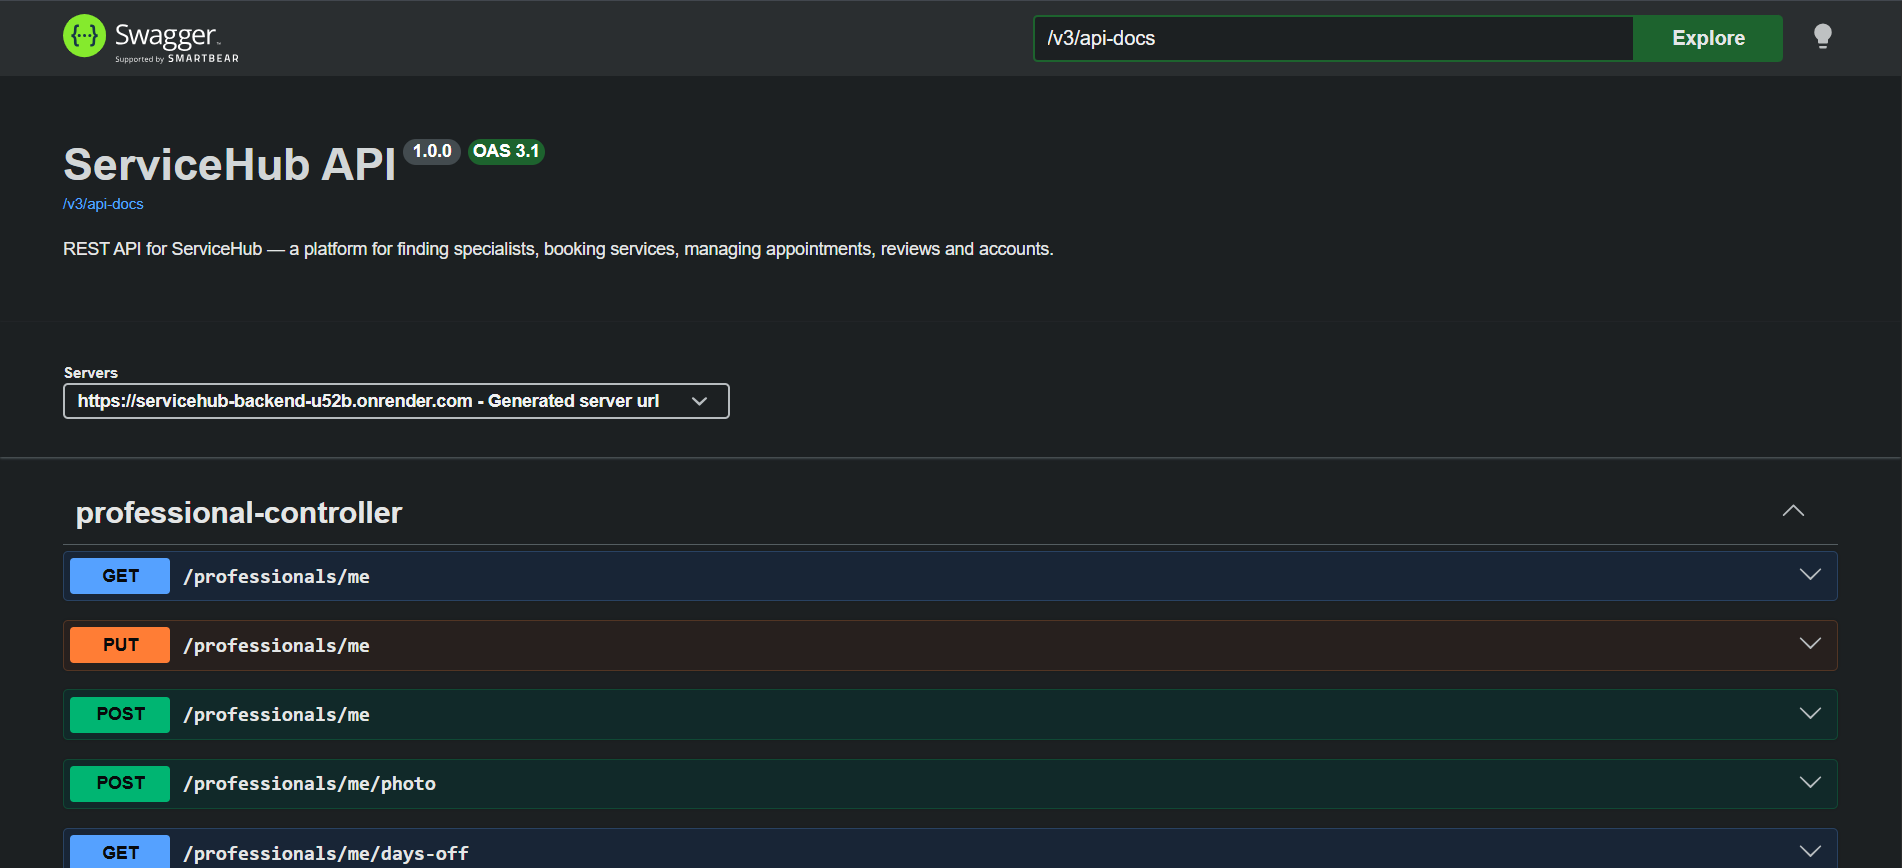 {···} Swagger™
Supported by SMARTBEAR
/v3/api-docs
Explore
ServiceHub API 1.0.0 OAS 3.1
/v3/api-docs
REST API for ServiceHub — a platform for finding specialists, booking services, managing appointments, reviews and accounts.
Servers
https://servicehub-backend-u52b.onrender.com - Generated server url
professional-controller
GET /professionals/me
PUT /professionals/me
POST /professionals/me
POST /professionals/me/photo
GET /professionals/me/days-off